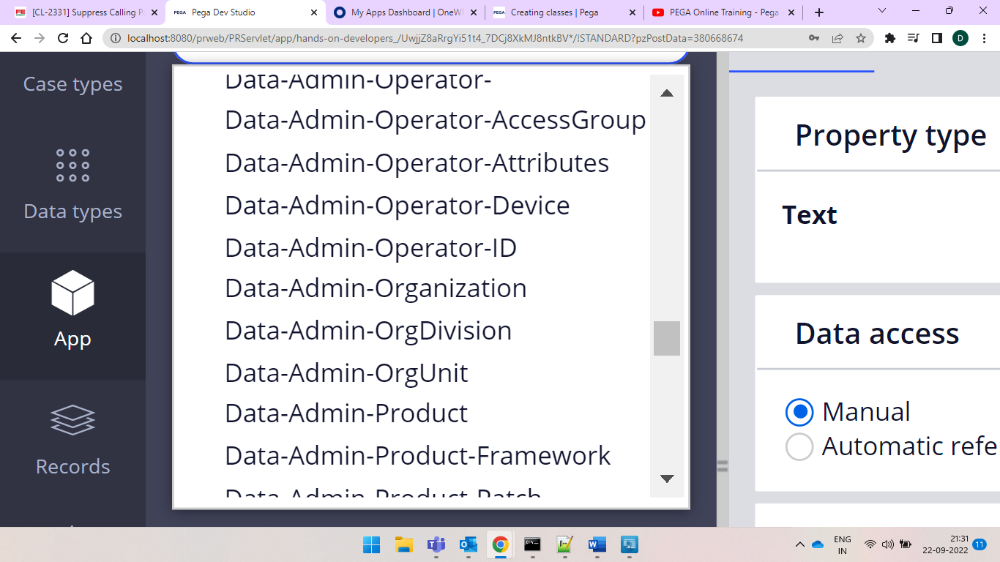 [CL-2331] Suppress Calling P
Pega Dev Studio
My Apps Dashboard | OneW
Creating classes | Pega
PEGA Online Training - Pega
localhost:8080/prweb/PRServlet/app/hands-on-developers_/UwjjZ8aRrgYi51t4_7DCj8XkMJ8ntkBV*/!STANDARD?pzPostData=380668674
D
Case types
Data types
App
Records
Data-Admin-Operator-
Data-Admin-Operator-AccessGroup
Data-Admin-Operator-Attributes
Data-Admin-Operator-Device
Data-Admin-Operator-ID
Data-Admin-Organization
Data-Admin-OrgDivision
Data-Admin-OrgUnit
Data-Admin-Product
Data-Admin-Product-Framework
Data-Admin-Product-Patch
Property type
Text
Data access
Manual
Automatic refe
ENG
IN
21:31
22-09-2022
11